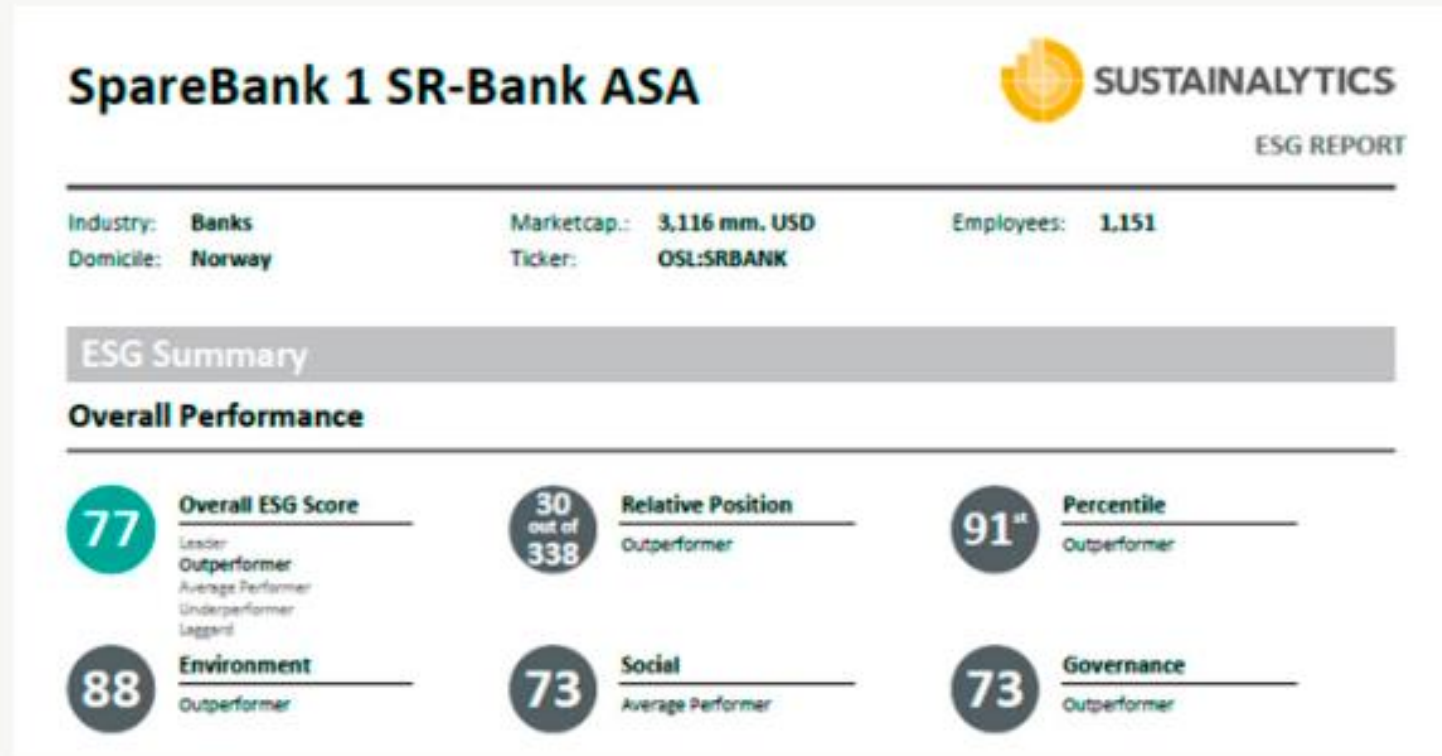 SpareBank 1 SR-Bank ASA
SUSTAINALYTICS
ESG REPORT
Industry: Banks
Marketcap.: 3,116 mm. USD
Employees: 1,151
Domicile: Norway
Ticker: OSL:SRBANK
ESG Summary
Overall Performance
77
Overall ESG Score
Leader
Outperformer
Average Performer
Underperformer
Laggard
30
out of
338
Relative Position
Outperformer
91st
Percentile
Outperformer
88
Environment
Outperformer
73
Social
Average Performer
73
Governance
Outperformer